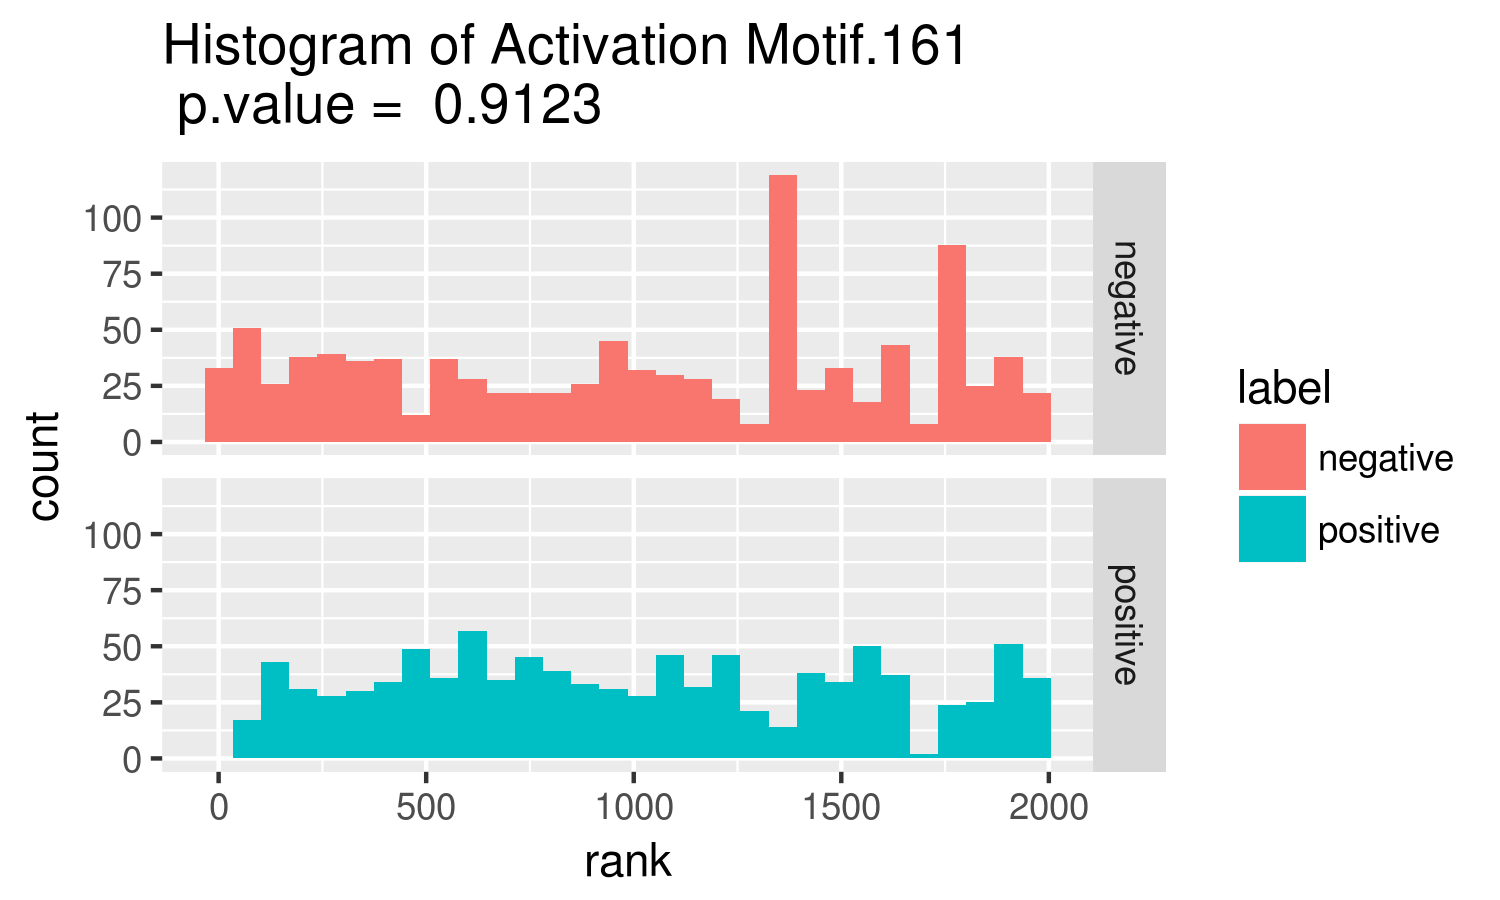 Histogram of Activation Motif.161
p.value = 0.9123
count
100
75
50
25
0
negative
100
75
50
25
0
positive
0 500 1000 1500 2000
rank
label
negative
positive